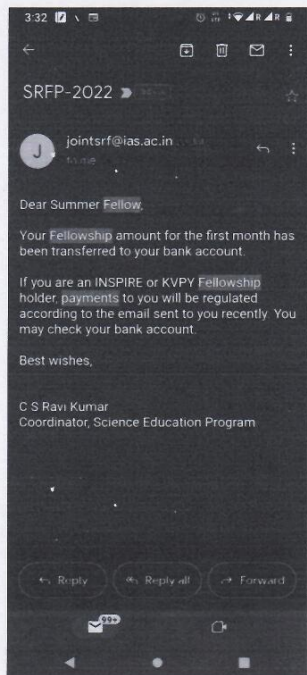 3:32
SRFP-2022
J
jointsrf@ias.ac.in
to me
Dear Summer Fellow,
Your Fellowship amount for the first month has
been transferred to your bank account.
If you are an INSPIRE or KVPY Fellowship
holder, payments to you will be regulated
according to the email sent to you recently. You
may check your bank account.
Best wishes,
C S Ravi Kumar
Coordinator, Science Education Program
Reply
Reply all
Forward
99+